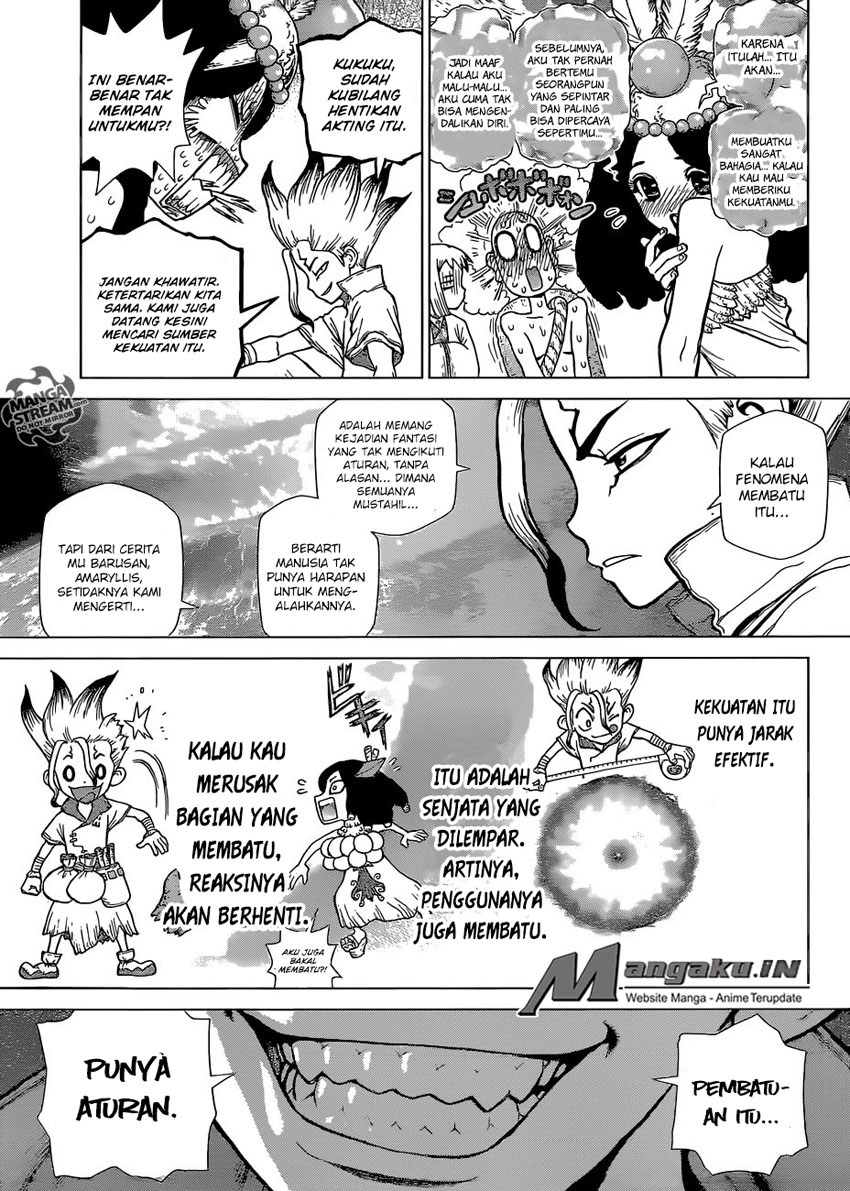 KARENA
ITULAH... ITU
AKAN...
MEMBUATKU
SANGAT
BAHAGIA... KALAU
KAU MAU
MEMBERIKU
KEKUATANMU.
SEBELUMNYA,
AKU TAK PERNAH
BERTEMU
SEORANGPUN
YANG SEPINTAR
DAN PALING
BISA DIPERCAYA
SEPERTIMU...
JADI MAAF
KALAU AKU
MALU-MALU...
AKU CUMA TAK
BISA MENGEN-
DALIKAN DIRI.
KUKUKU,
SUDAH
KUBILANG
HENTIKAN
AKTING ITU.
INI BENAR-
BENAR TAK
MEMPAN
UNTUKMU?!
JANGAN KHAWATIR.
KETERTARIKAN KITA
SAMA. KAMI JUGA
DATANG KESINI
MENCARI SUMBER
KEKUATAN ITU.
MANGA
STREAM.com
DO NOT MIRROR
KALAU
FENOMENA
MEMBATU
ITU...
ADALAH MEMANG
KEJADIAN FANTASI
YANG TAK MENGIKUTI
ATURAN, TANPA
ALASAN... DIMANA
SEMUANYA
MUSTAHIL...
BERARTI
MANUSIA TAK
PUNYA HARAPAN
UNTUK MENG-
ALAHKANNYA.
TAPI DARI CERITA
MU BARUSAN,
AMARYLLIS,
SETIDAKNYA KAMI
MENGERTI...
KEKUATAN ITU
PUNYA JARAK
EFEKTIF.
ITU ADALAH
SENJATA YANG
DILEMPAR.
ARTINYA,
PENGGUNANYA
JUGA MEMBATU.
AKU JUGA
BAKAL
MEMBATU?!
KALAU KAU
MERUSAK
BAGIAN YANG
MEMBATU,
REAKSINYA
AKAN BERHENTI.
Mangaku.IN
Website Manga - Anime Terupdate
PEMBATU-
AN ITU...
PUNYA
ATURAN.